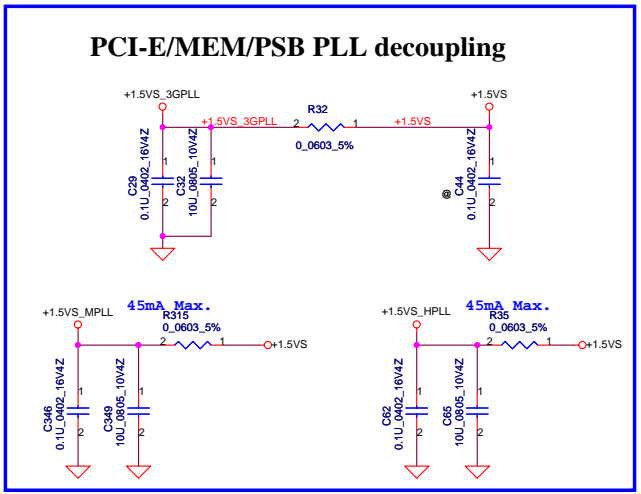 PCI-E/MEM/PSB PLL decoupling
+1.5VS_3GPLL
+1.5VS
R32
+1.5VS_3GPLL
2
1
+1.5VS
0_0603_5%
C29
0.1U_0402_16V4Z
1
2
C32
10U_0805_10V4Z
1
2
@
C44
0.1U_0402_16V4Z
1
2
45mA Max.
+1.5VS_MPLL
R315
0_0603_5%
2
1
+1.5VS
C346
0.1U_0402_16V4Z
1
2
C349
10U_0805_10V4Z
1
2
45mA Max.
+1.5VS_HPLL
R35
0_0603_5%
2
1
+1.5VS
C62
0.1U_0402_16V4Z
1
2
C65
10U_0805_10V4Z
1
2